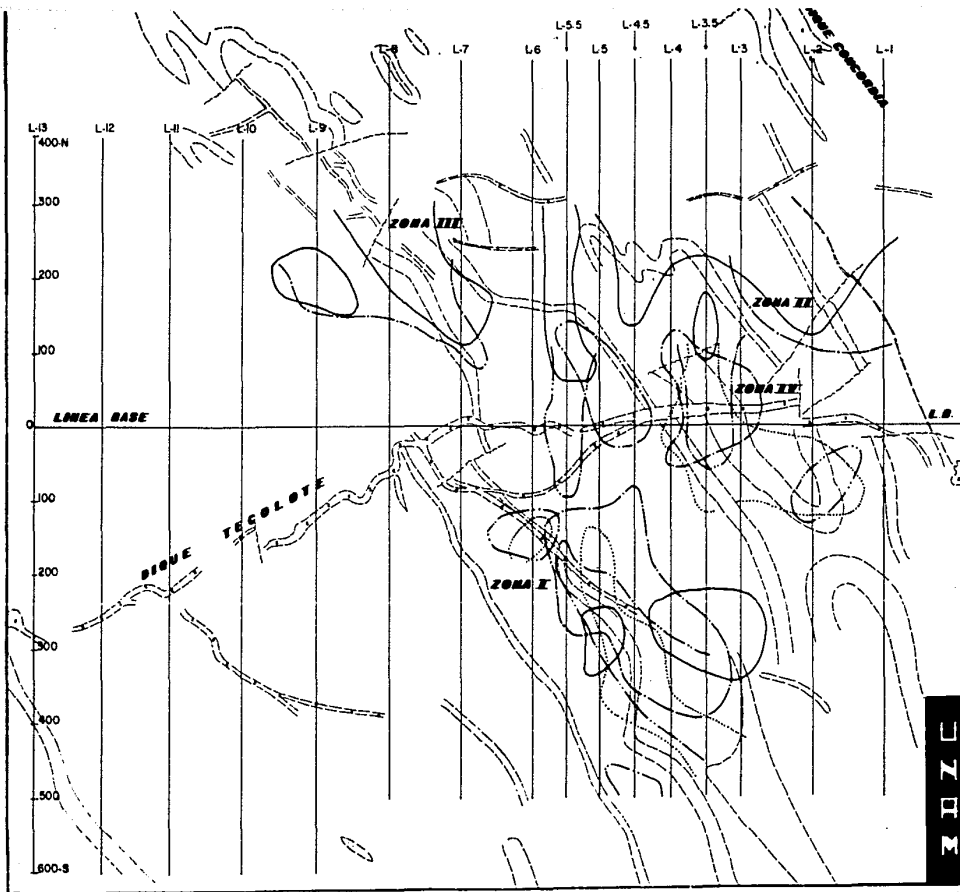 L-5.5 L-4.5 L-3.5
L-8 L-7 L-6 L-5 L-4 L-3 L-2 L-1
CONCORDIA
L-13 L-12 L-11 L-10 L-9
400-N
300
ZONA III
200
ZONA II
100
ZONA IV
0 LINEA BASE L.B.
100
DIQUE TECOLOTE
200
ZONA I
300
400
500
600-S
UNAM